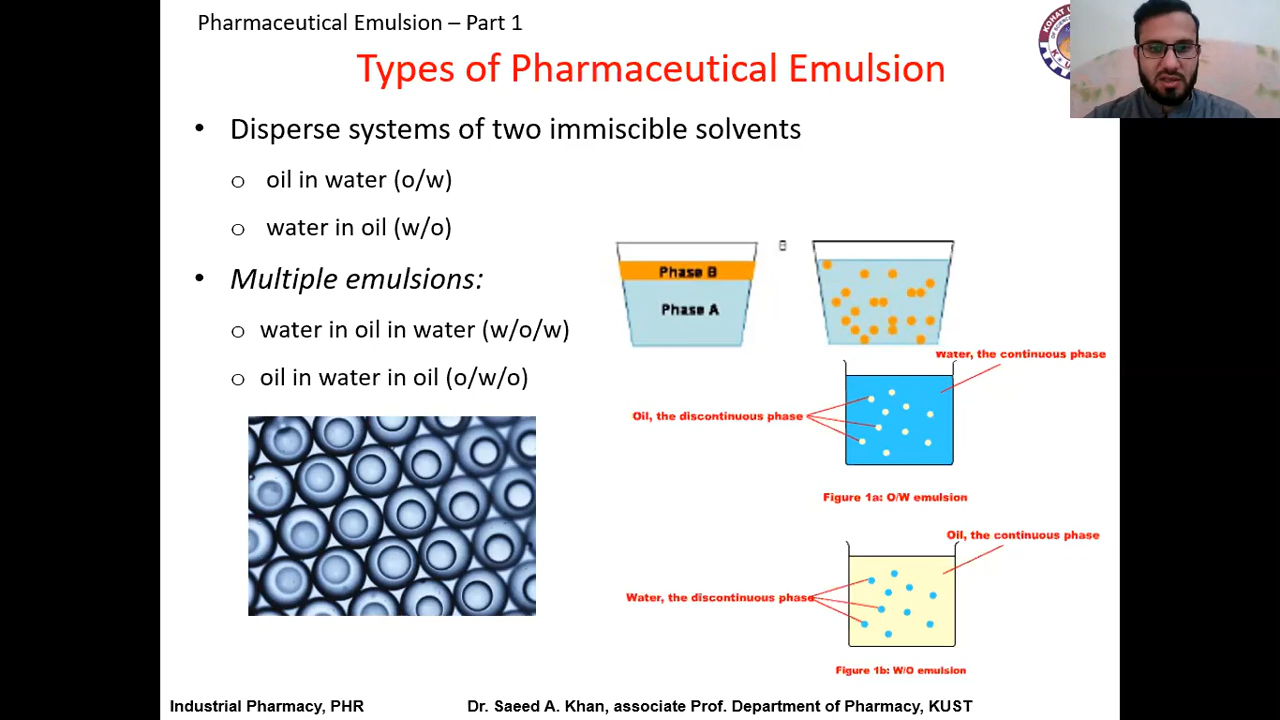 Pharmaceutical Emulsion – Part 1
Types of Pharmaceutical Emulsion
• Disperse systems of two immiscible solvents
o oil in water (o/w)
o water in oil (w/o)
• Multiple emulsions:
o water in oil in water (w/o/w)
o oil in water in oil (o/w/o)
Phase B
Phase A
Water, the continuous phase
Oil, the discontinuous phase
Figure 1a: O/W emulsion
Oil, the continuous phase
Water, the discontinuous phase
Figure 1b: W/O emulsion
Industrial Pharmacy, PHR
Dr. Saeed A. Khan, associate Prof. Department of Pharmacy, KUST